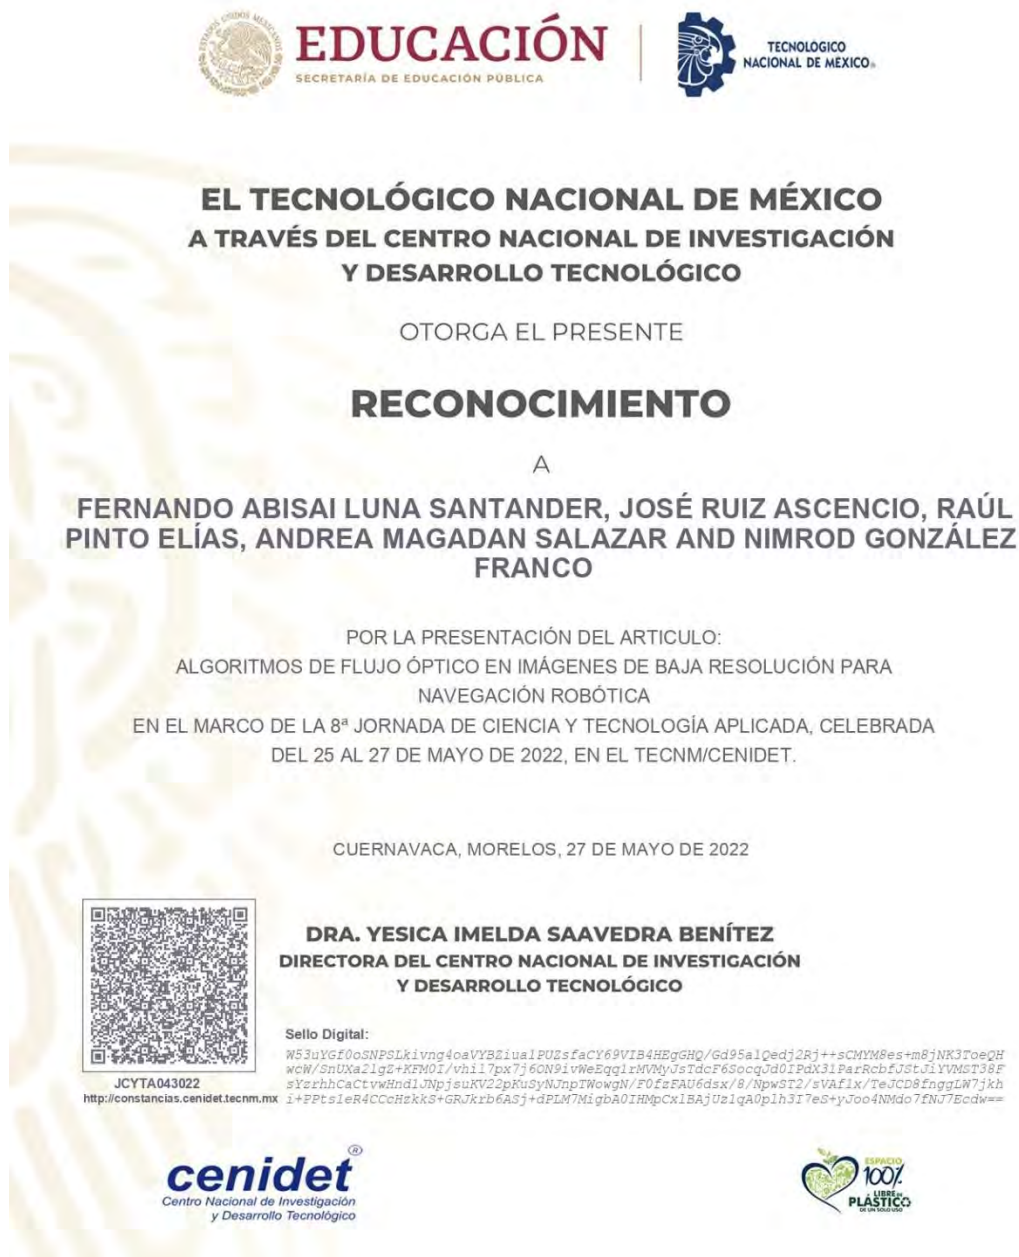 EDUCACIÓN
SECRETARÍA DE EDUCACIÓN PÚBLICA
TECNOLÓGICO
NACIONAL DE MÉXICO®
EL TECNOLÓGICO NACIONAL DE MÉXICO
A TRAVÉS DEL CENTRO NACIONAL DE INVESTIGACIÓN
Y DESARROLLO TECNOLÓGICO
OTORGA EL PRESENTE
RECONOCIMIENTO
A
FERNANDO ABISAI LUNA SANTANDER, JOSÉ RUIZ ASCENCIO, RAÚL
PINTO ELÍAS, ANDREA MAGADAN SALAZAR AND NIMROD GONZÁLEZ
FRANCO
POR LA PRESENTACIÓN DEL ARTICULO:
ALGORITMOS DE FLUJO ÓPTICO EN IMÁGENES DE BAJA RESOLUCIÓN PARA
NAVEGACIÓN ROBÓTICA
EN EL MARCO DE LA 8ª JORNADA DE CIENCIA Y TECNOLOGÍA APLICADA, CELEBRADA
DEL 25 AL 27 DE MAYO DE 2022, EN EL TECNM/CENIDET.
CUERNAVACA, MORELOS, 27 DE MAYO DE 2022
DRA. YESICA IMELDA SAAVEDRA BENÍTEZ
DIRECTORA DEL CENTRO NACIONAL DE INVESTIGACIÓN
Y DESARROLLO TECNOLÓGICO
Sello Digital:
JCYTA043022
http://constancias.cenidet.tecnm.mx
cenidet®
Centro Nacional de Investigación
y Desarrollo Tecnológico
ESPACIO
100%
LIBRE DE
PLÁSTICO
DE UN SOLO USO